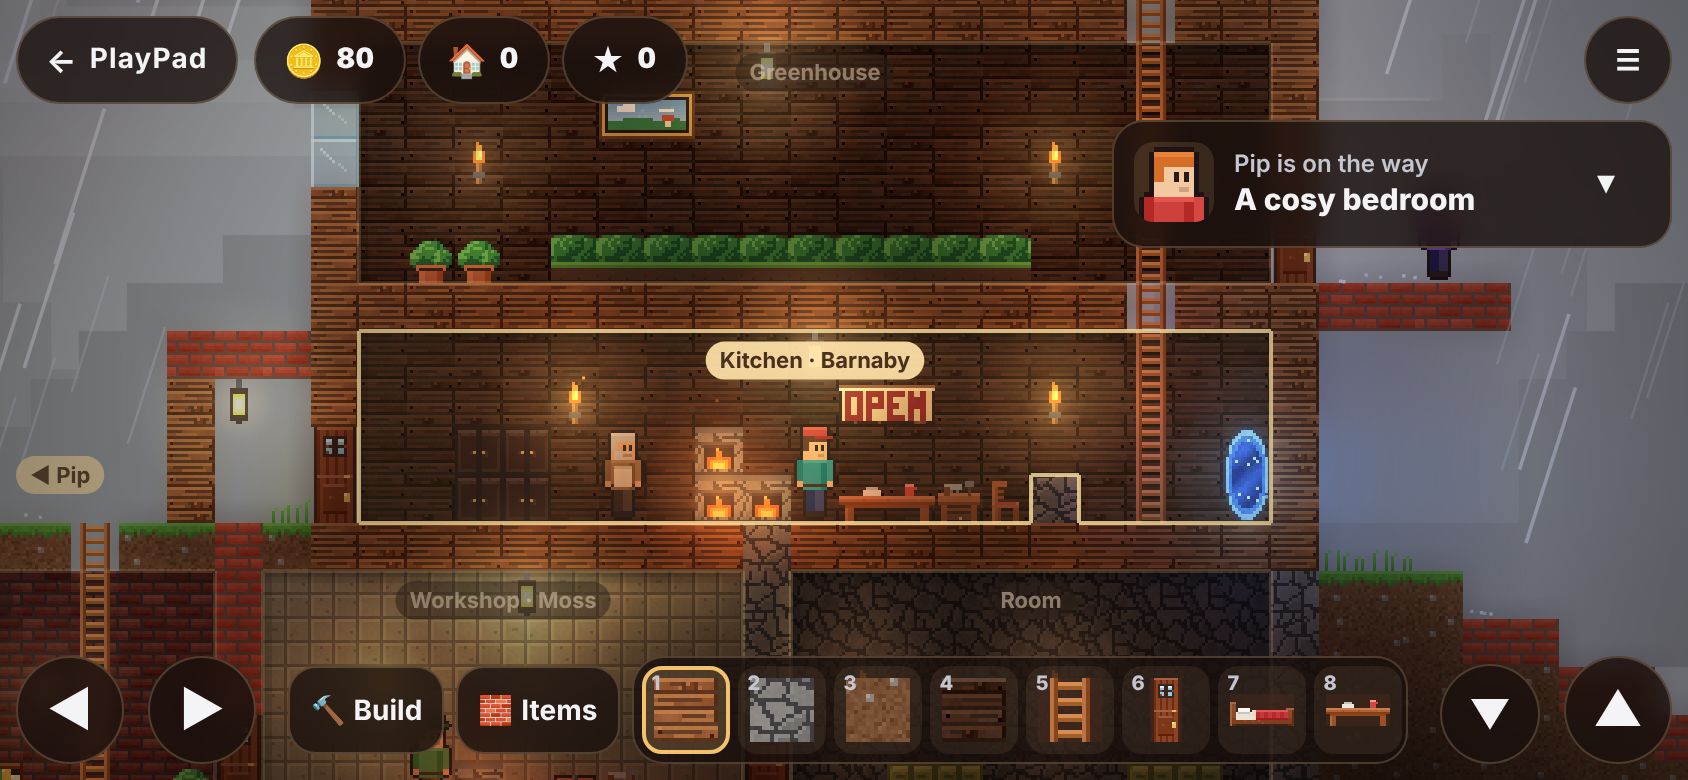 ← PlayPad
80
0
★ 0
Greenhouse
Pip is on the way
A cosy bedroom
Kitchen · Barnaby
OPEN
◀ Pip
Workshop · Moss
Room
Build
Items
1
2
3
4
5
6
7
8